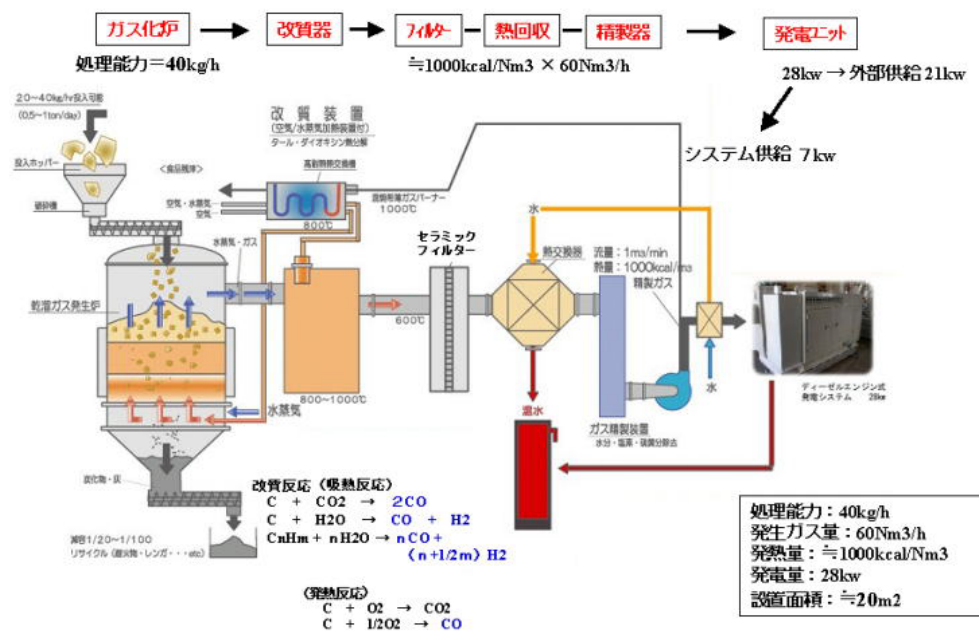 ガス化炉
改質器
フィルター
熱回収
精製器
発電ユニット
処理能力=40kg/h
≒1000kcal/Nm3 × 60Nm3/h
28kw → 外部供給 21kw
システム供給 7kw
20~40kg/hr投入可能
(0.5~1ton/day)
投入ホッパー
破砕機
<食品残渣>
改質装置
(空気/水蒸気加熱装置付)
タール・ダイオキシン熱分解
空気・水蒸気
空気
800℃
1000℃
水蒸気・ガス
乾溜ガス発生炉
水蒸気
800~1000℃
600℃
セラミック
フィルター
水
熱交換器
流量:1ma/min
熱量:1000kcal/ma
精製ガス
水
温水
ガス精製装置
水分・塩素・硫黄分除去
ディーゼルエンジン式
発電システム 28kw
炭化物・灰
減容1/20~1/100
リサイクル(耐火物・レンガ・・・etc)
改質反応(吸熱反応)
C + CO2 → 2CO
C + H2O → CO + H2
CnHm + nH2O → nCO +
(n+1/2m)H2
(発熱反応)
C + O2 → CO2
C + 1/2O2 → CO
処理能力:40kg/h
発生ガス量:60Nm3/h
発熱量:≒1000kcal/Nm3
発電量:28kw
設置面積:≒20m2